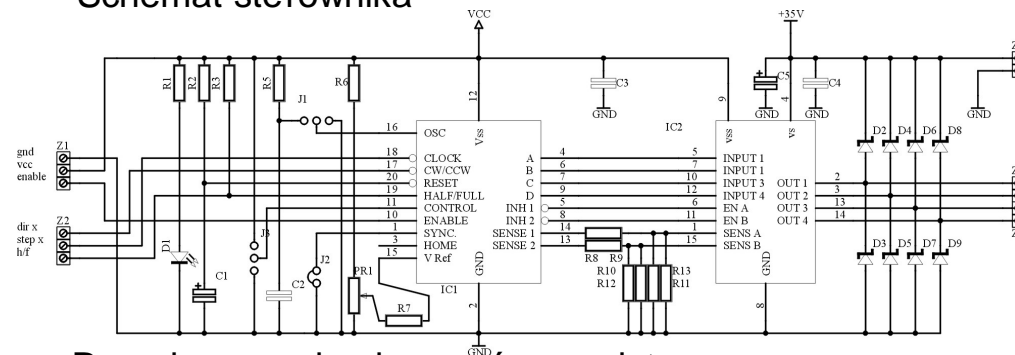 Schemat sterownika
VCC
+35V
R1
R2
R3
R5
R6
J1
C3
GND
C5
C4
GND
GND
GND
12
Vss
IC2
9
vss
4
vs
16 OSC
18 CLOCK
17 CW/CCW
20 RESET
19 HALF/FULL
11 CONTROL
10 ENABLE
1 SYNC.
3 HOME
15 V Ref
A 4
B 6
C 7
D 9
INH 1 5
INH 2 8
SENSE 1 14
SENSE 2 13
GND
2
IC1
5 INPUT 1
7 INPUT 1
10 INPUT 3
12 INPUT 4
6 EN A
11 EN B
1 SENS A
15 SENS B
OUT 1 2
OUT 2 3
OUT 3 13
OUT 4 14
GND
8
D2 D4 D6 D8
D3 D5 D7 D9
Z1
gnd
vcc
enable
Z2
dir x
step x
h/f
D1
C1
J3
C2
J2
PR1
R7
R8 R9
R10 R13
R12 R11
GND